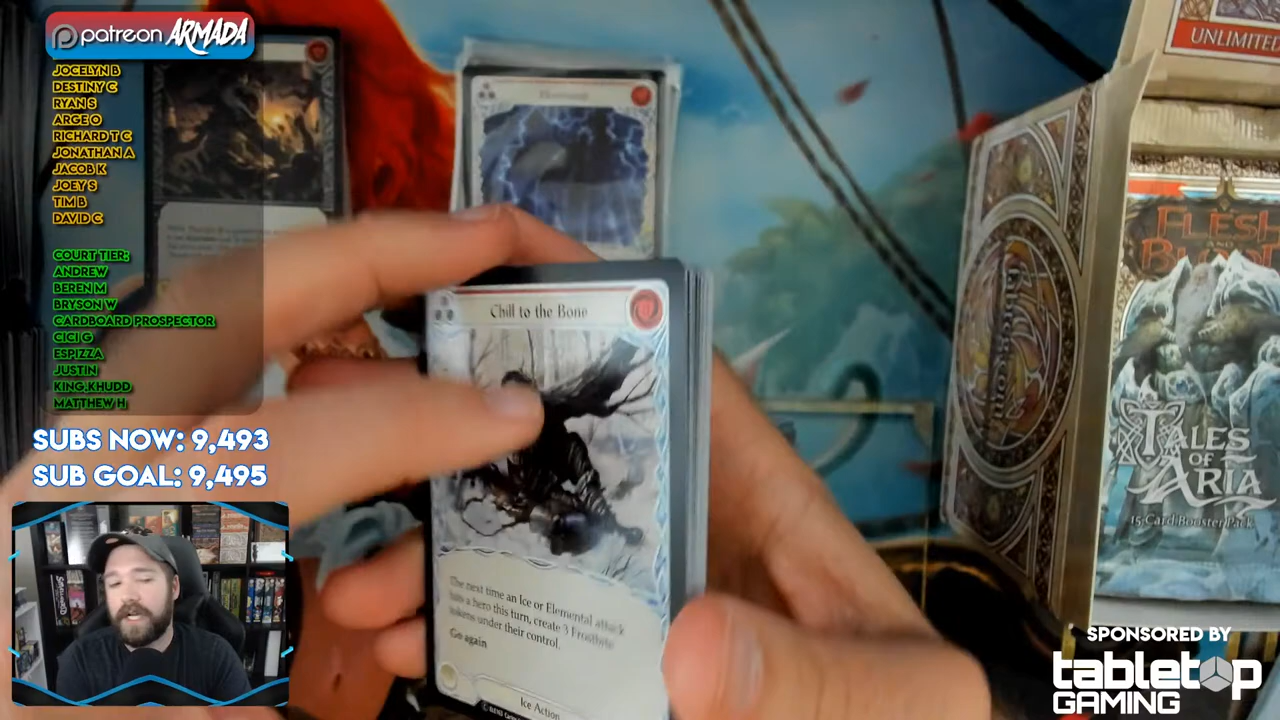 patreon ARMADA
JOCELYN B
DESTINY C
RYAN S
ARGE O
RICHARD T C
JONATHAN A
JACOB K
JOEY S
TIM B
DAVID C
COURT TIER:
ANDREW
BEREN M
BRYSON W
CARDBOARD PROSPECTOR
CICI G
ESPIZZA
JUSTIN
KING.KHUDD
MATTHEW H
SUBS NOW: 9,493
SUB GOAL: 9,495
Chill to the Bone
The next time an Ice or Elemental attack
hits a hero this turn, create 3 Frostbite
tokens under their control.
Go again
Ice Action
UNLIMITED
FLESH
AND
BLOOD
TALES
OF
ARIA
15-Card Booster Pack
SPONSORED BY
tabletop
GAMING